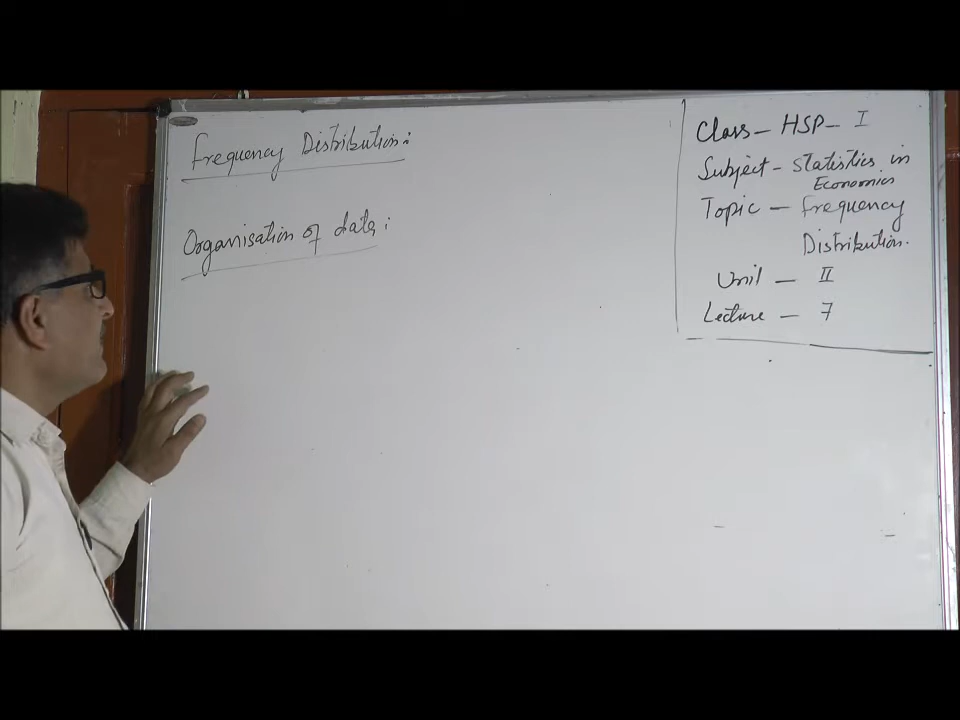 Frequency Distribution:
Organisation of data:
Class – HSP – I
Subject – Statistics in
Economics
Topic – Frequency
Distribution.
Unit – II
Lecture – 7